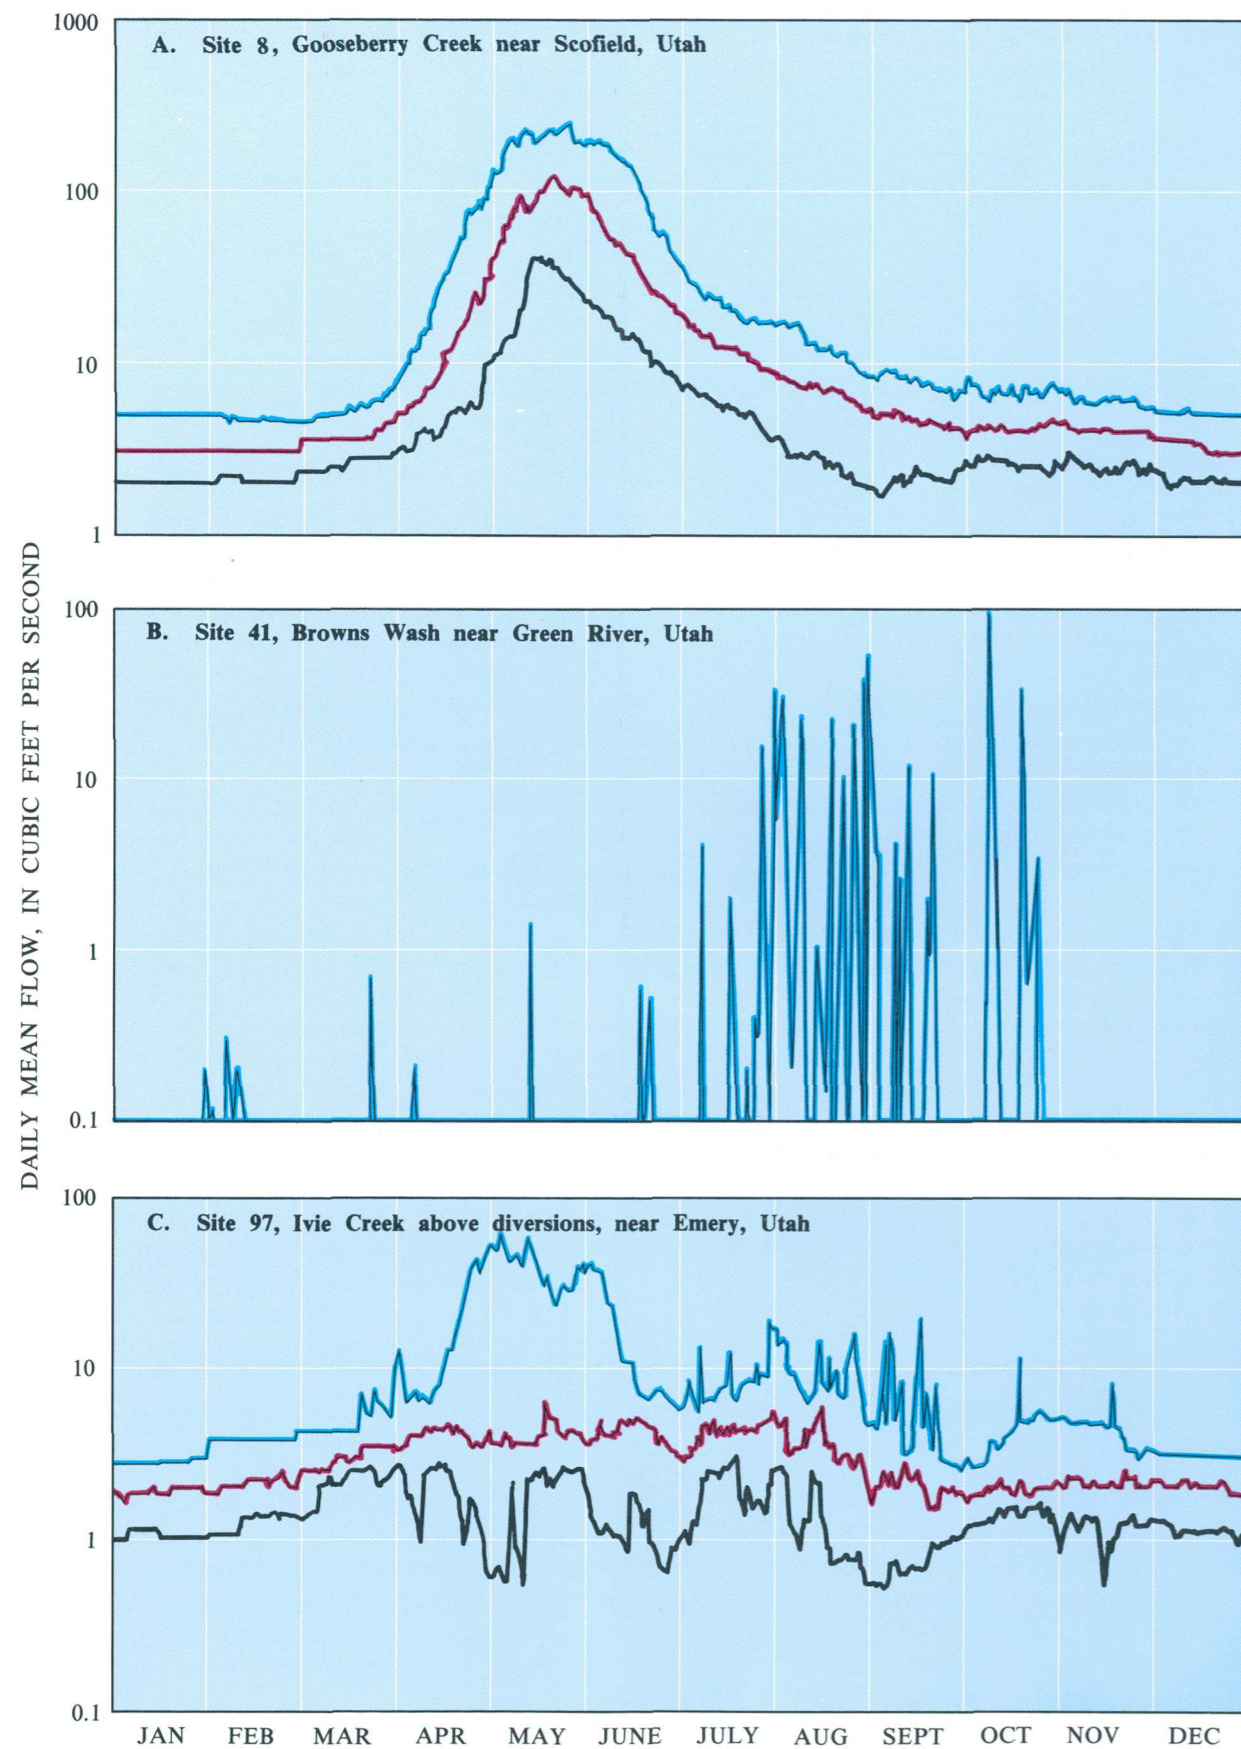 DAILY MEAN FLOW, IN CUBIC FEET PER SECOND
1000
A. Site 8, Gooseberry Creek near Scofield, Utah
100
10
1
100
B. Site 41, Browns Wash near Green River, Utah
10
1
0.1
100
C. Site 97, Ivie Creek above diversions, near Emery, Utah
10
1
0.1
JAN FEB MAR APR MAY JUNE JULY AUG SEPT OCT NOV DEC